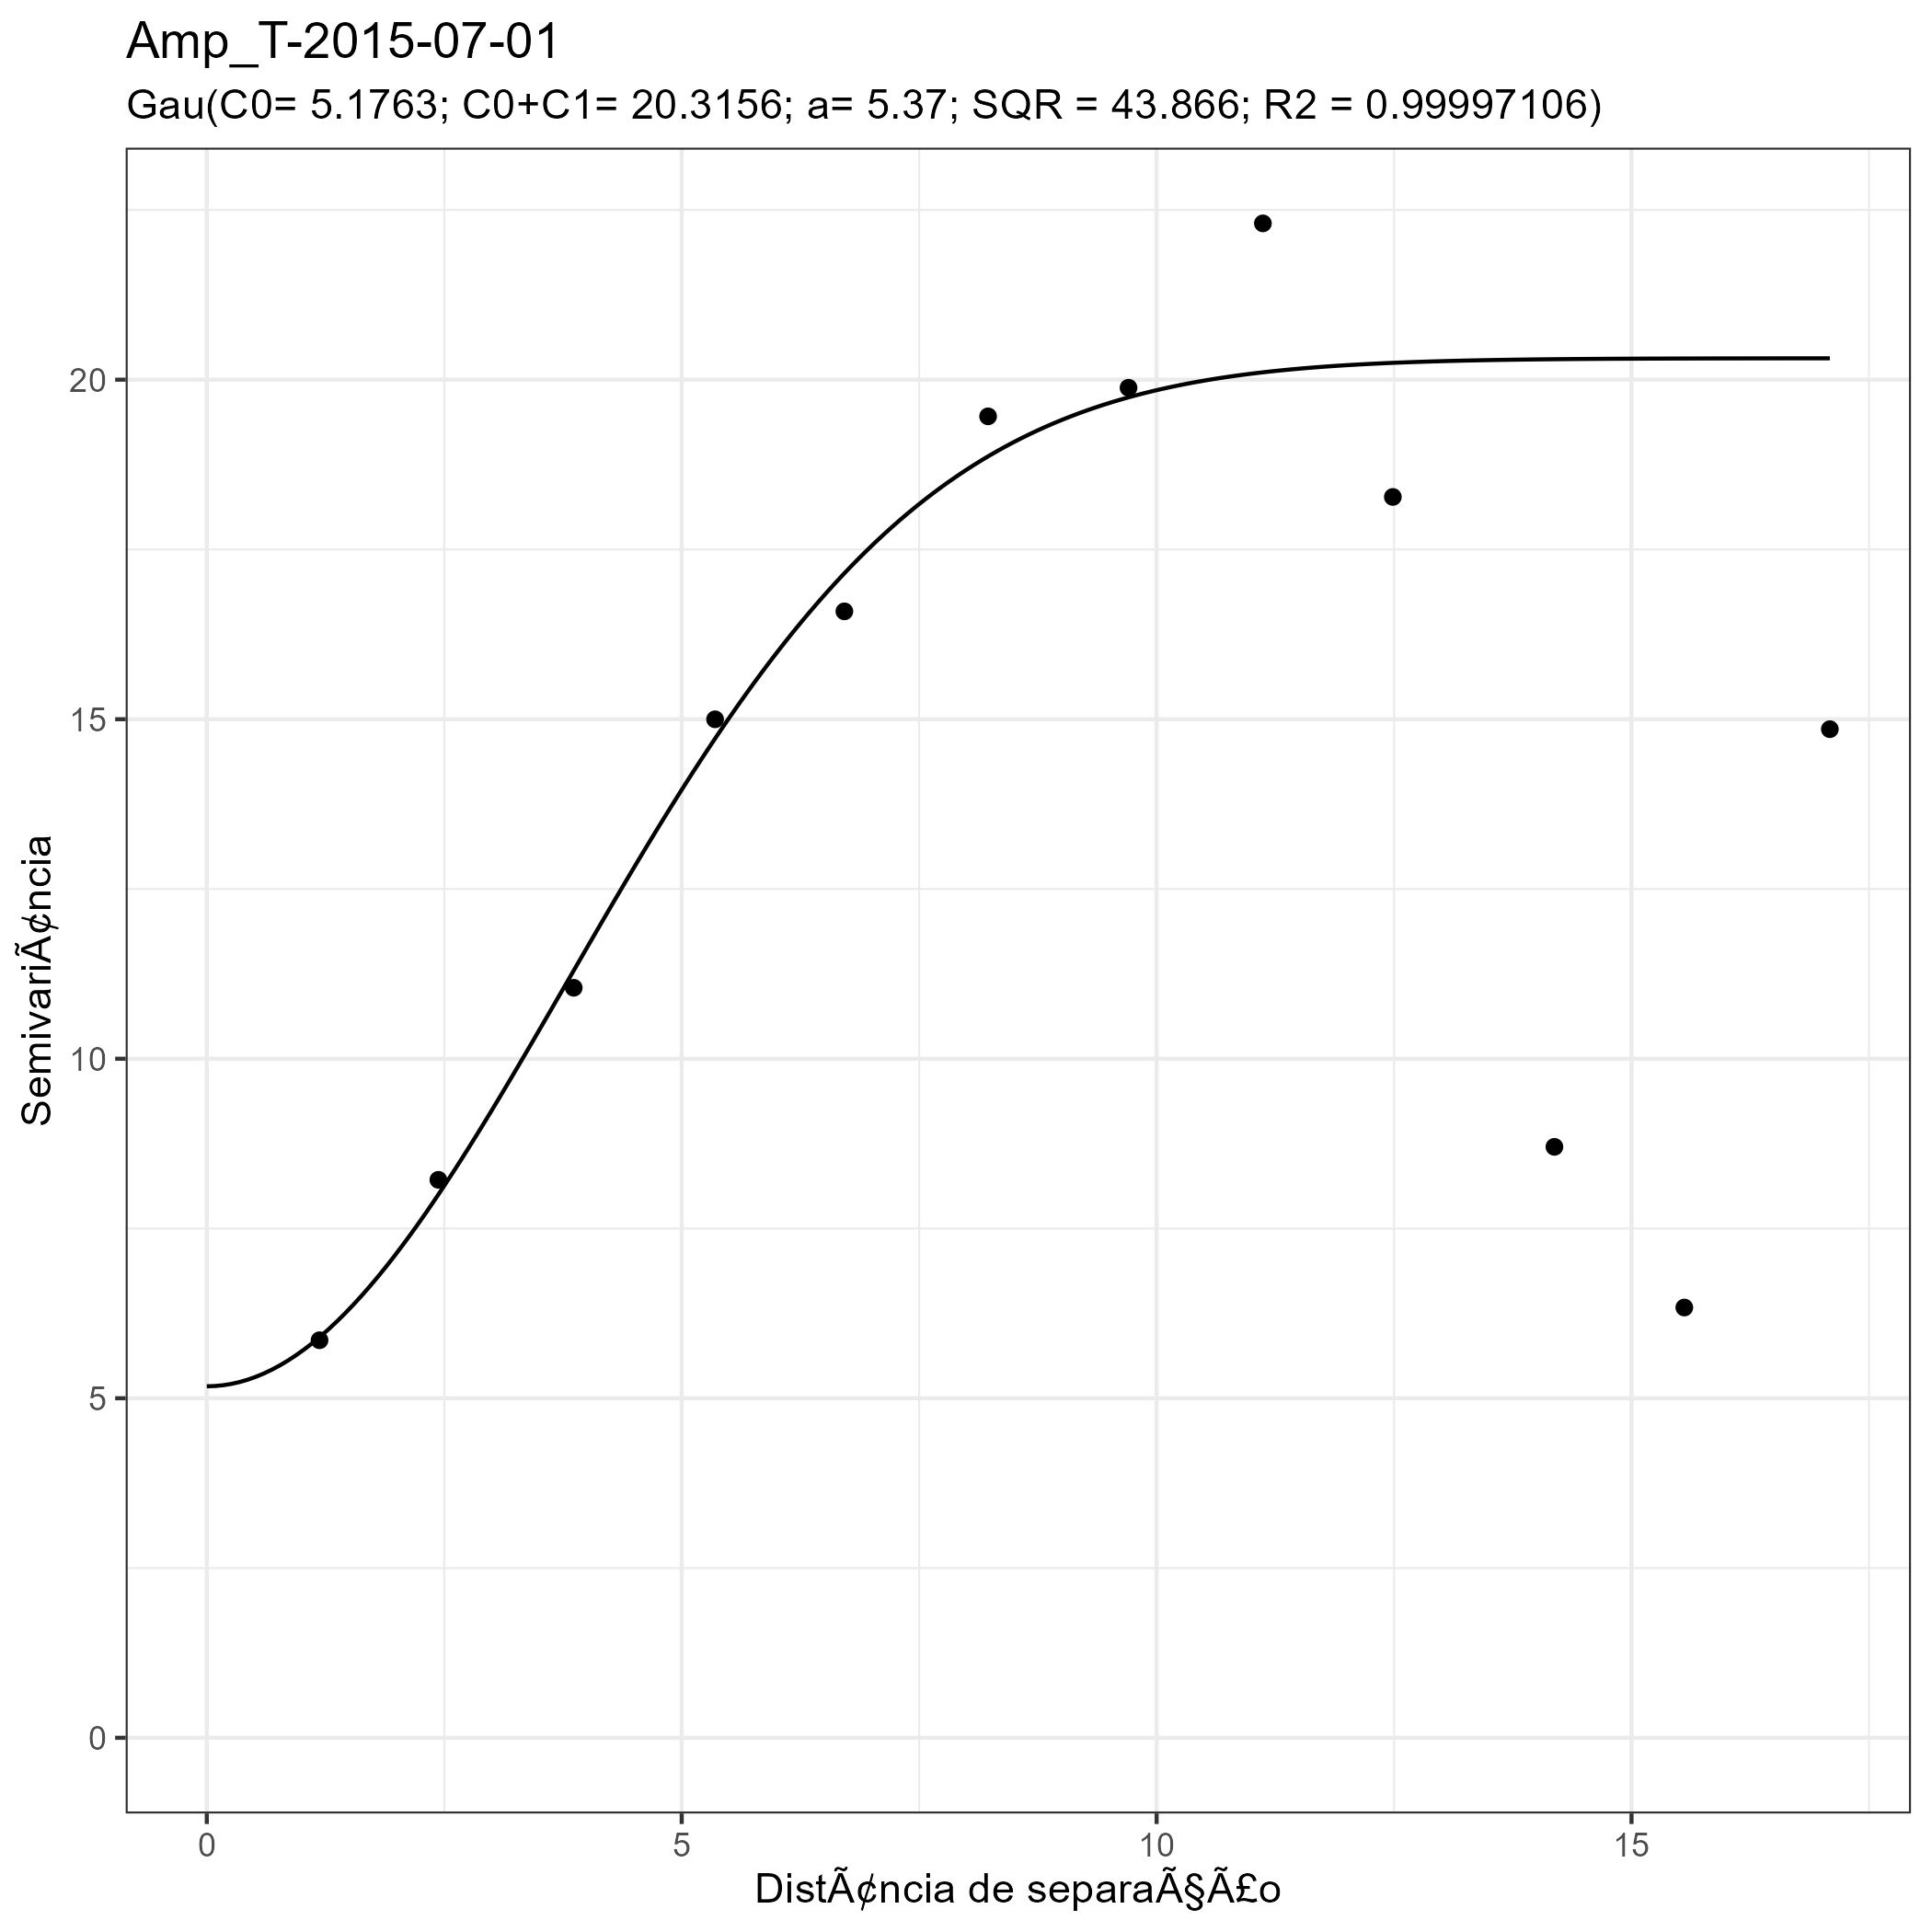 Amp_T-2015-07-01
Gau(C0= 5.1763; C0+C1= 20.3156; a= 5.37; SQR = 43.866; R2 = 0.99997106)
20
15
10
5
0
SemivariÃ¢ncia
0 5 10 15
DistÃ¢ncia de separaÃ§Ã£o